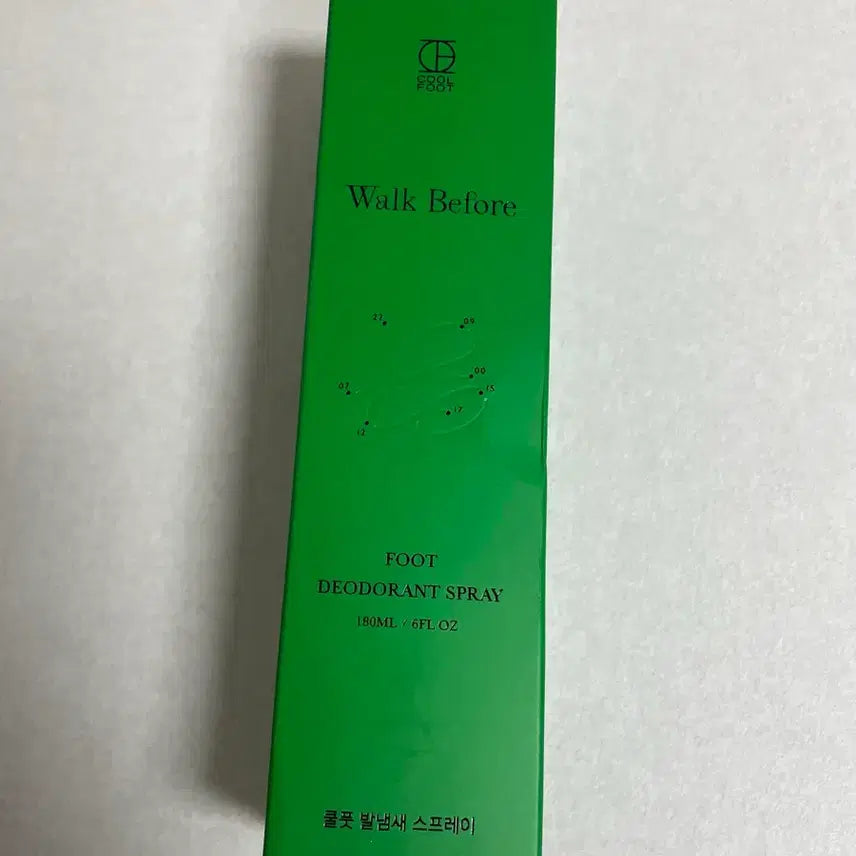 COOL
FOOT
Walk Before
22
09
00
07
15
17
12
FOOT
DEODORANT SPRAY
180ML / 6FL OZ
쿨풋 발냄새 스프레이